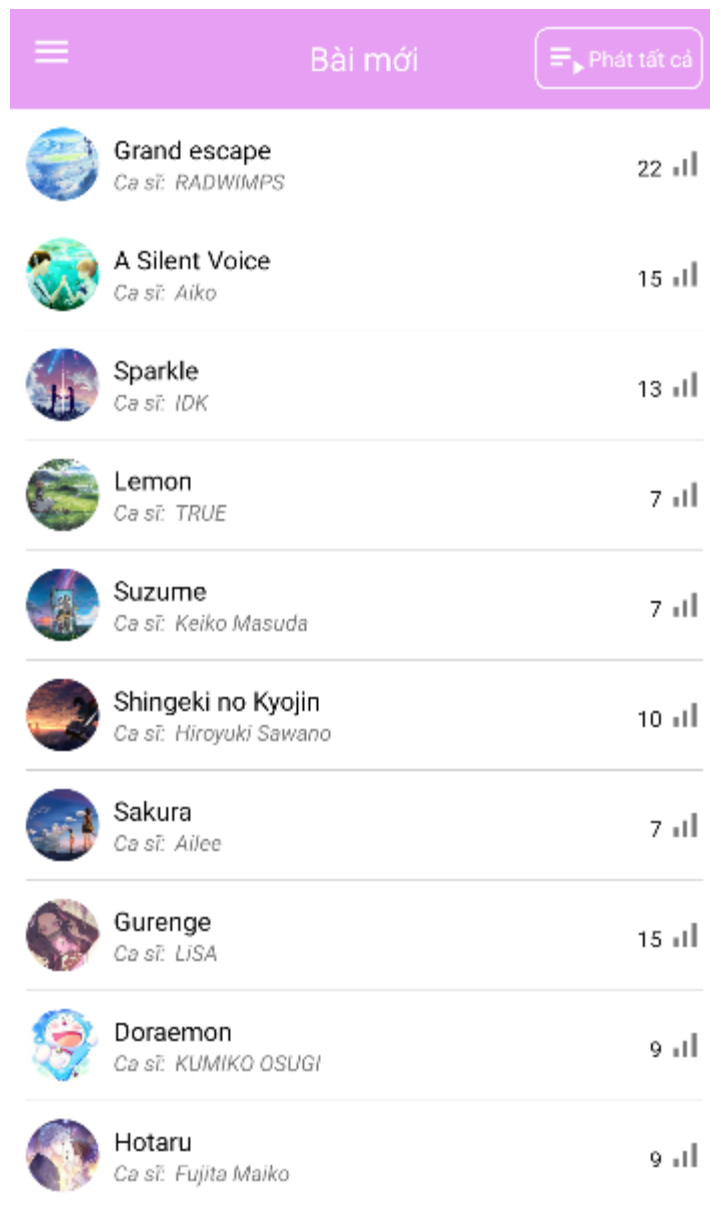 Bài mới
Phát tất cả
Grand escape
Ca sĩ: RADWIMPS
22
A Silent Voice
Ca sĩ: Aiko
15
Sparkle
Ca sĩ: IDK
13
Lemon
Ca sĩ: TRUE
7
Suzume
Ca sĩ: Keiko Masuda
7
Shingeki no Kyojin
Ca sĩ: Hiroyuki Sawano
10
Sakura
Ca sĩ: Ailee
7
Gurenge
Ca sĩ: LiSA
15
Doraemon
Ca sĩ: KUMIKO OSUGI
9
Hotaru
Ca sĩ: Fujita Maiko
9